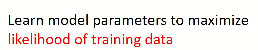 Learn model parameters to maximize
likelihood of training data